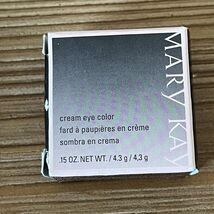 cream eye color
fard à paupières en crème
sombra en crema
.15 OZ. NET WT. / 4.3 g / 4,3 g
MARY KAY